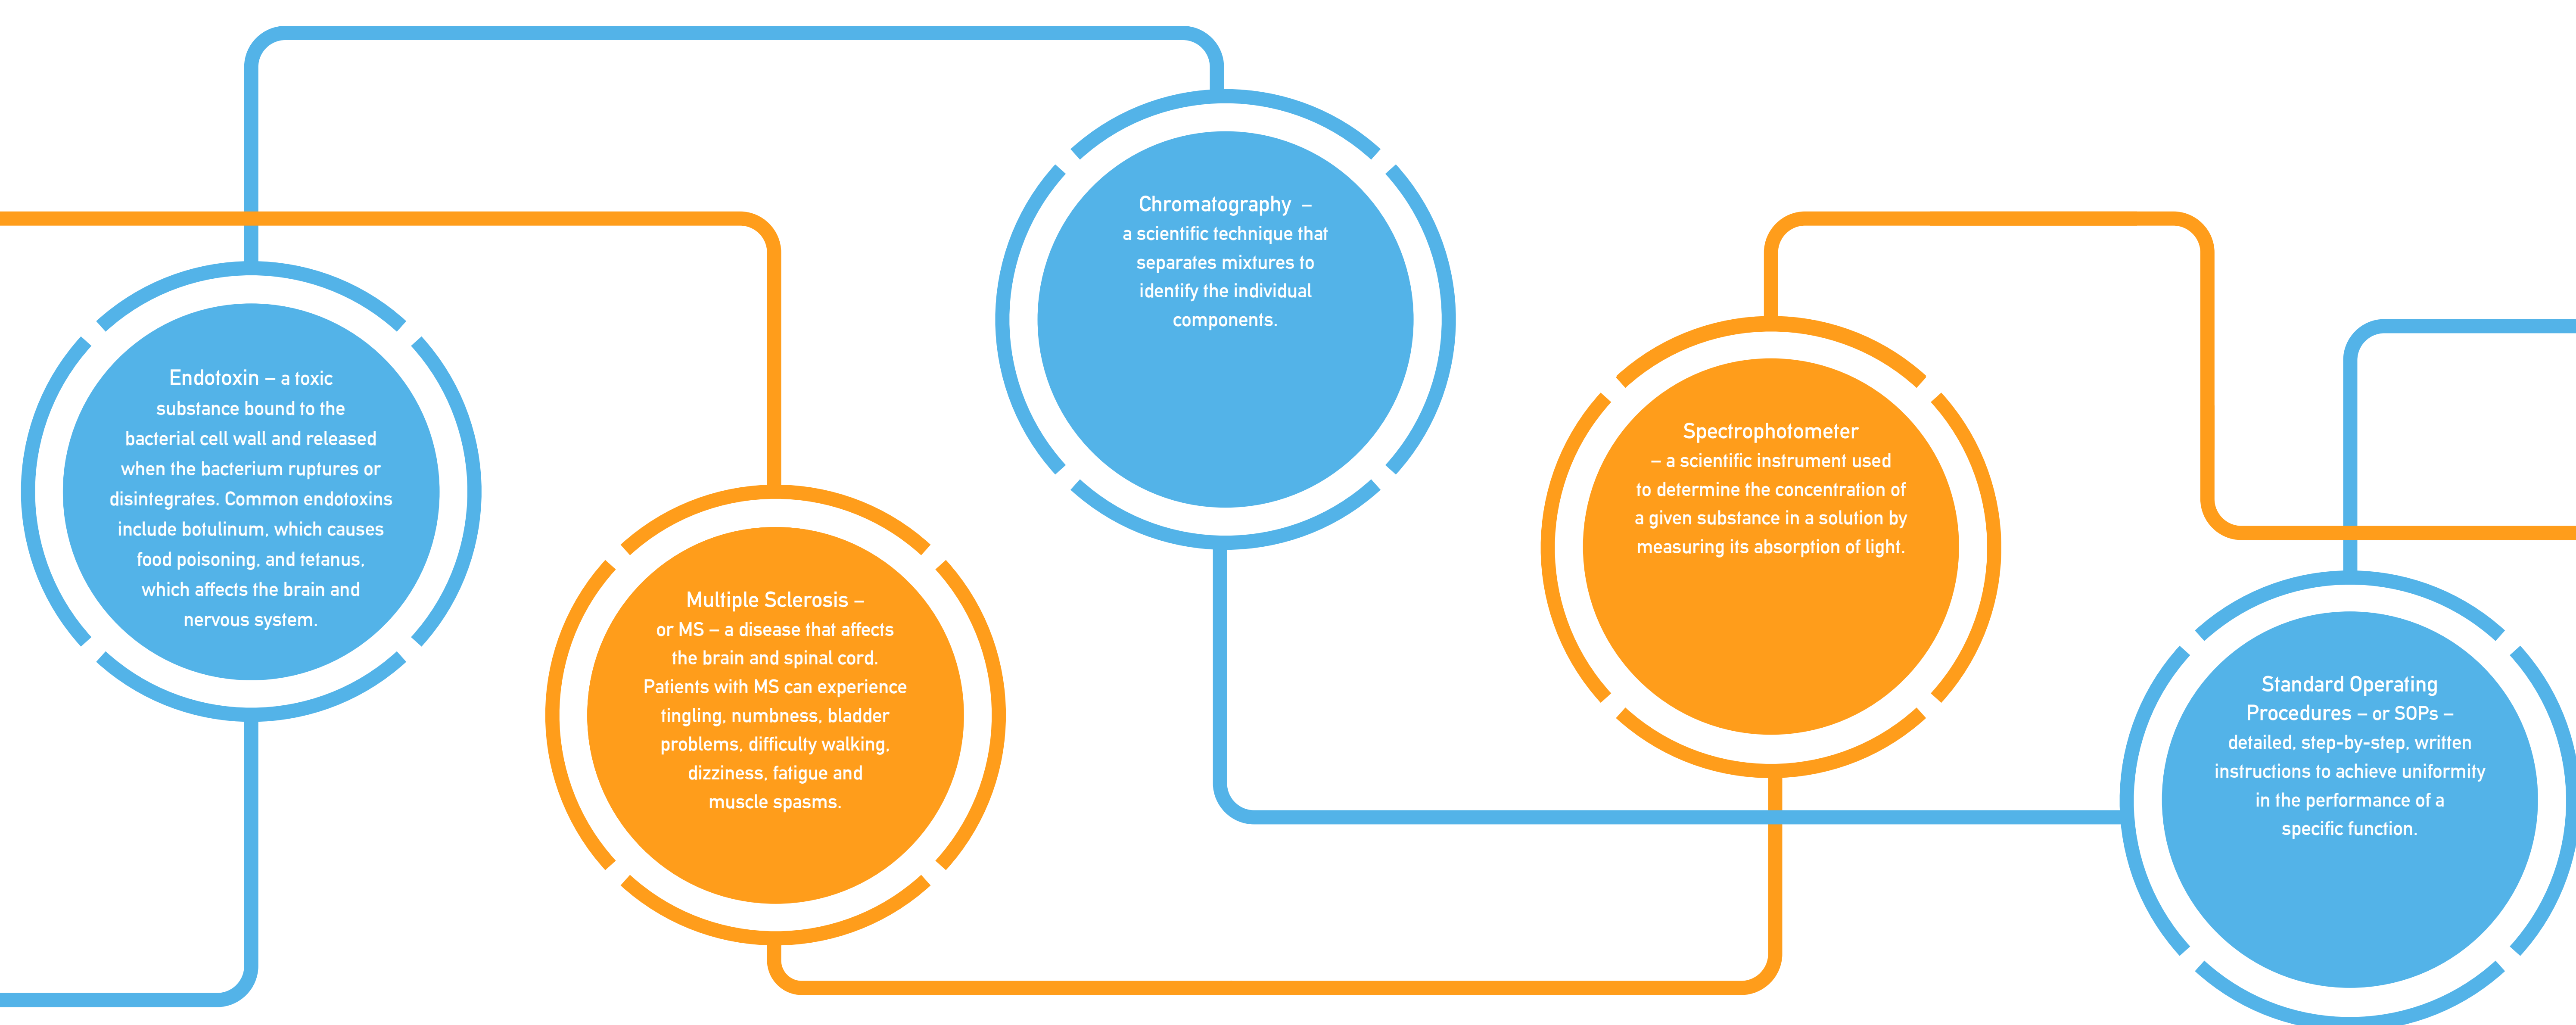 Endotoxin – a toxic
substance bound to the
bacterial cell wall and released
when the bacterium ruptures or
disintegrates. Common endotoxins
include botulinum, which causes
food poisoning, and tetanus,
which affects the brain and
nervous system.
Multiple Sclerosis –
or MS – a disease that affects
the brain and spinal cord.
Patients with MS can experience
tingling, numbness, bladder
problems, difficulty walking,
dizziness, fatigue and
muscle spasms.
Chromatography –
a scientific technique that
separates mixtures to
identify the individual
components.
Spectrophotometer
– a scientific instrument used
to determine the concentration of
a given substance in a solution by
measuring its absorption of light.
Standard Operating
Procedures – or SOPs –
detailed, step-by-step, written
instructions to achieve uniformity
in the performance of a
specific function.